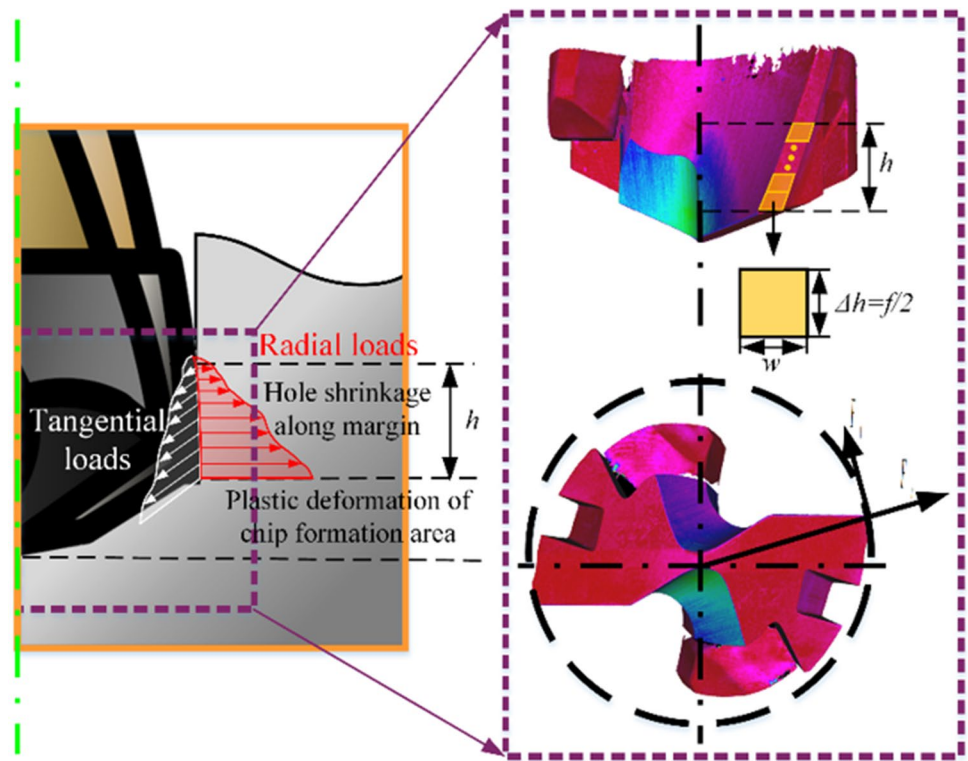 Radial loads
Hole shrinkage
along margin
h
Tangential
loads
Plastic deformation of
chip formation area
h
Δh=f/2
w